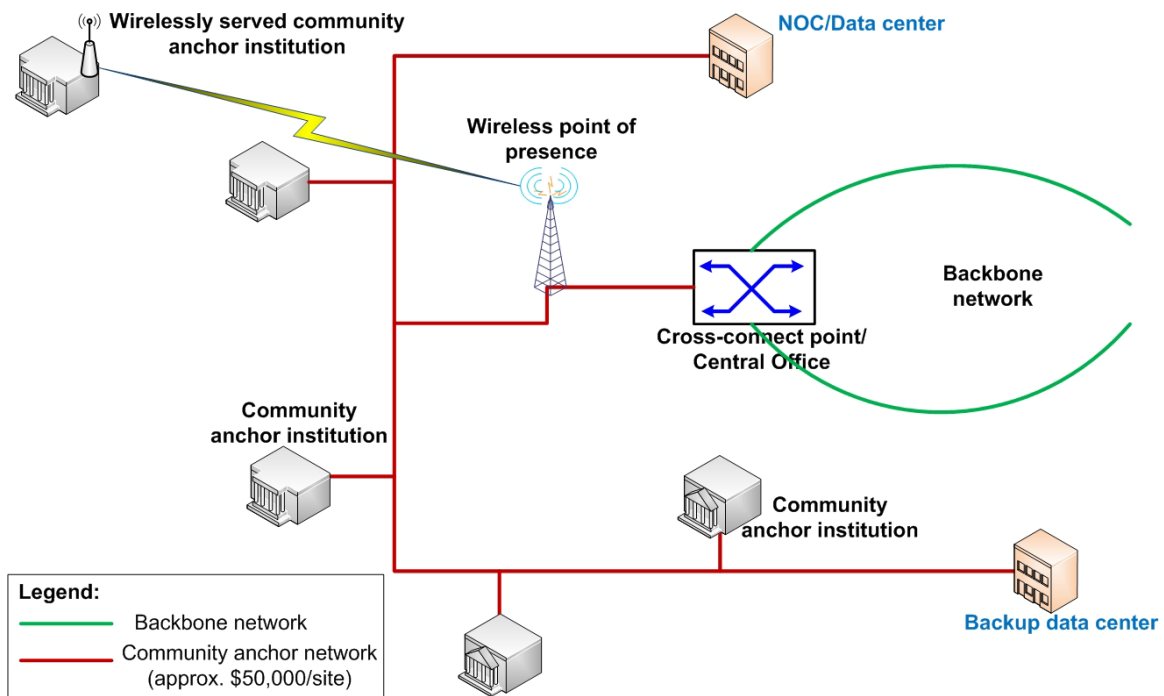 Wirelessly served community
anchor institution
NOC/Data center
Wireless point of
presence
Backbone
network
Cross-connect point/
Central Office
Community
anchor institution
Community
anchor institution
Backup data center
Legend:
Backbone network
Community anchor network
(approx. $50,000/site)